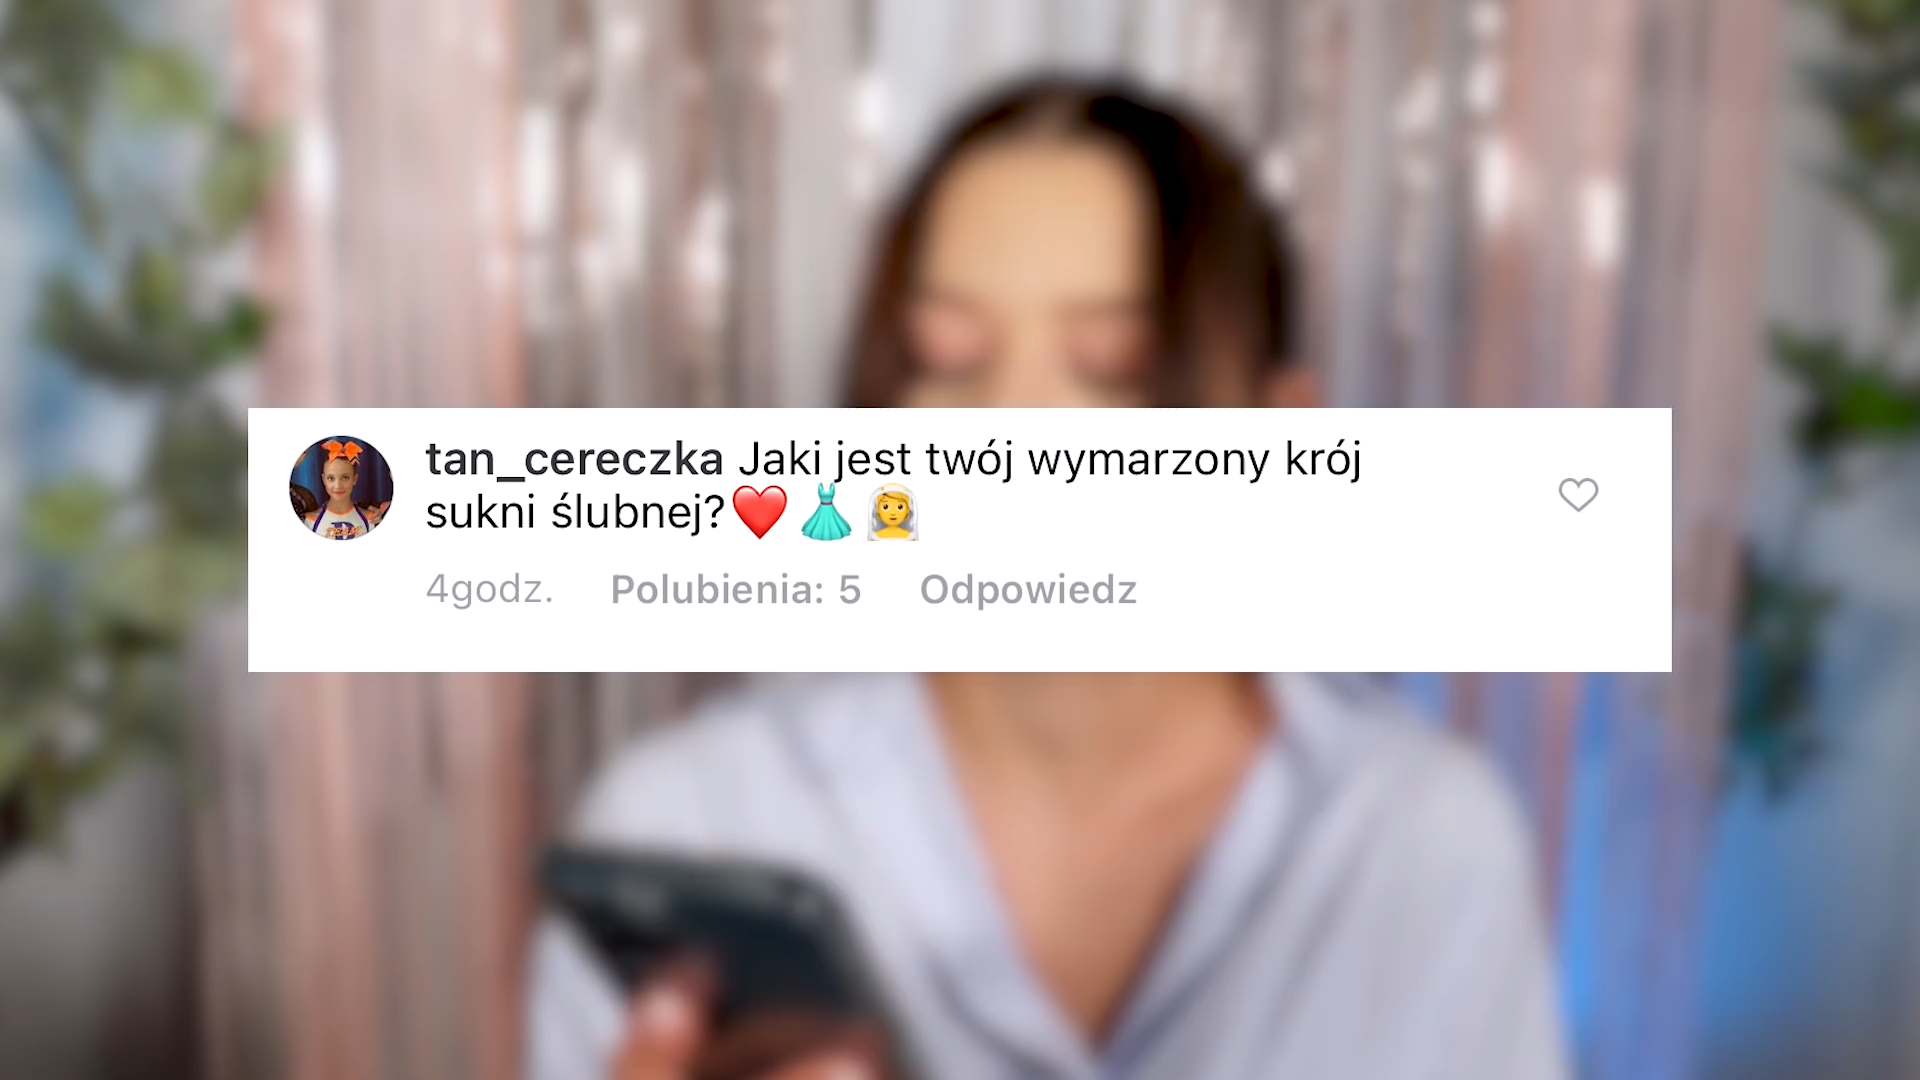 tan_cereczka Jaki jest twój wymarzony krój
sukni ślubnej?❤️👗👰
4godz. Polubienia: 5 Odpowiedz